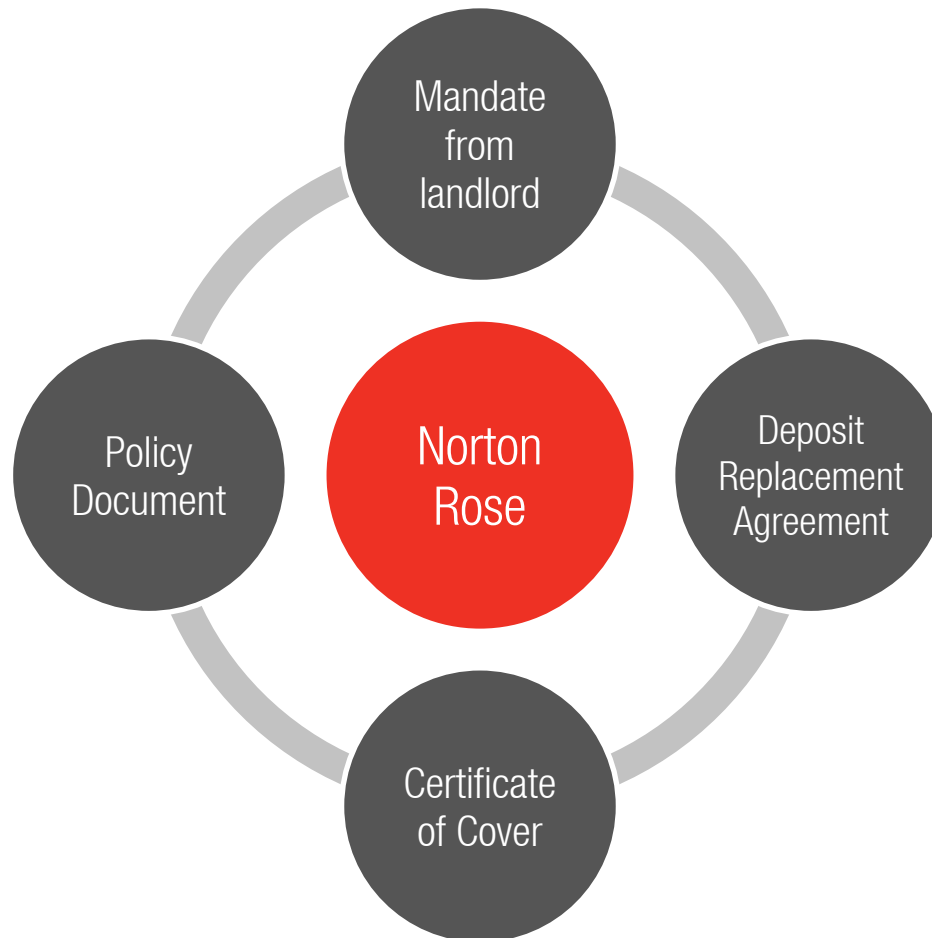 Mandate
from
landlord
Policy
Document
Norton
Rose
Deposit
Replacement
Agreement
Certificate
of Cover